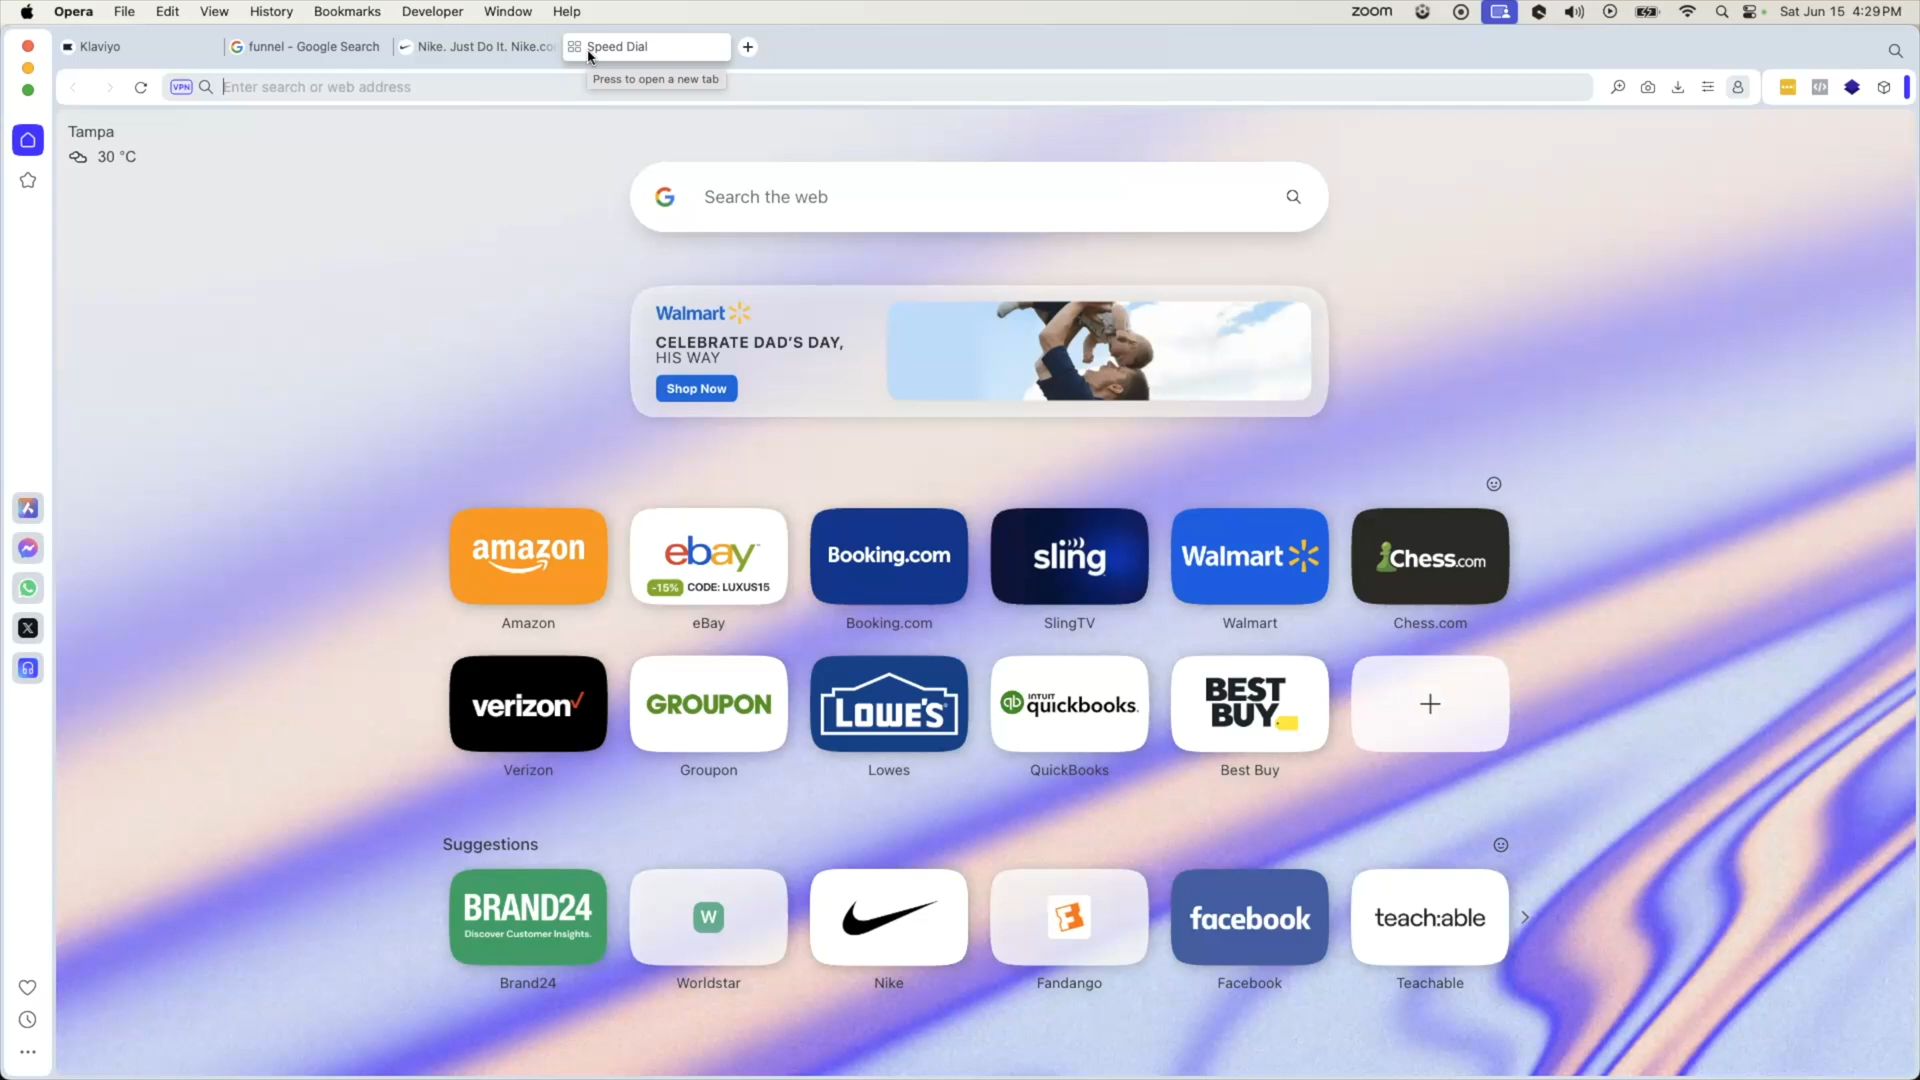 Opera File Edit View History Bookmarks Developer Window Help zoom Sat Jun 15 4:29 PM
Klaviyo funnel - Google Search Nike. Just Do It. Nike.co Speed Dial
Press to open a new tab
VPN Enter search or web address
Tampa
30 °C
Search the web
Walmart
CELEBRATE DAD'S DAY,
HIS WAY
Shop Now
amazon ebay Booking.com sling Walmart Chess.com
-15% CODE: LUXUS15
Amazon eBay Booking.com SlingTV Walmart Chess.com
verizon GROUPON LOWE'S qb INTUIT quickbooks. BEST BUY
Verizon Groupon Lowes QuickBooks Best Buy
Suggestions
BRAND24 W facebook teach:able
Discover Customer Insights.
Brand24 Worldstar Nike Fandango Facebook Teachable